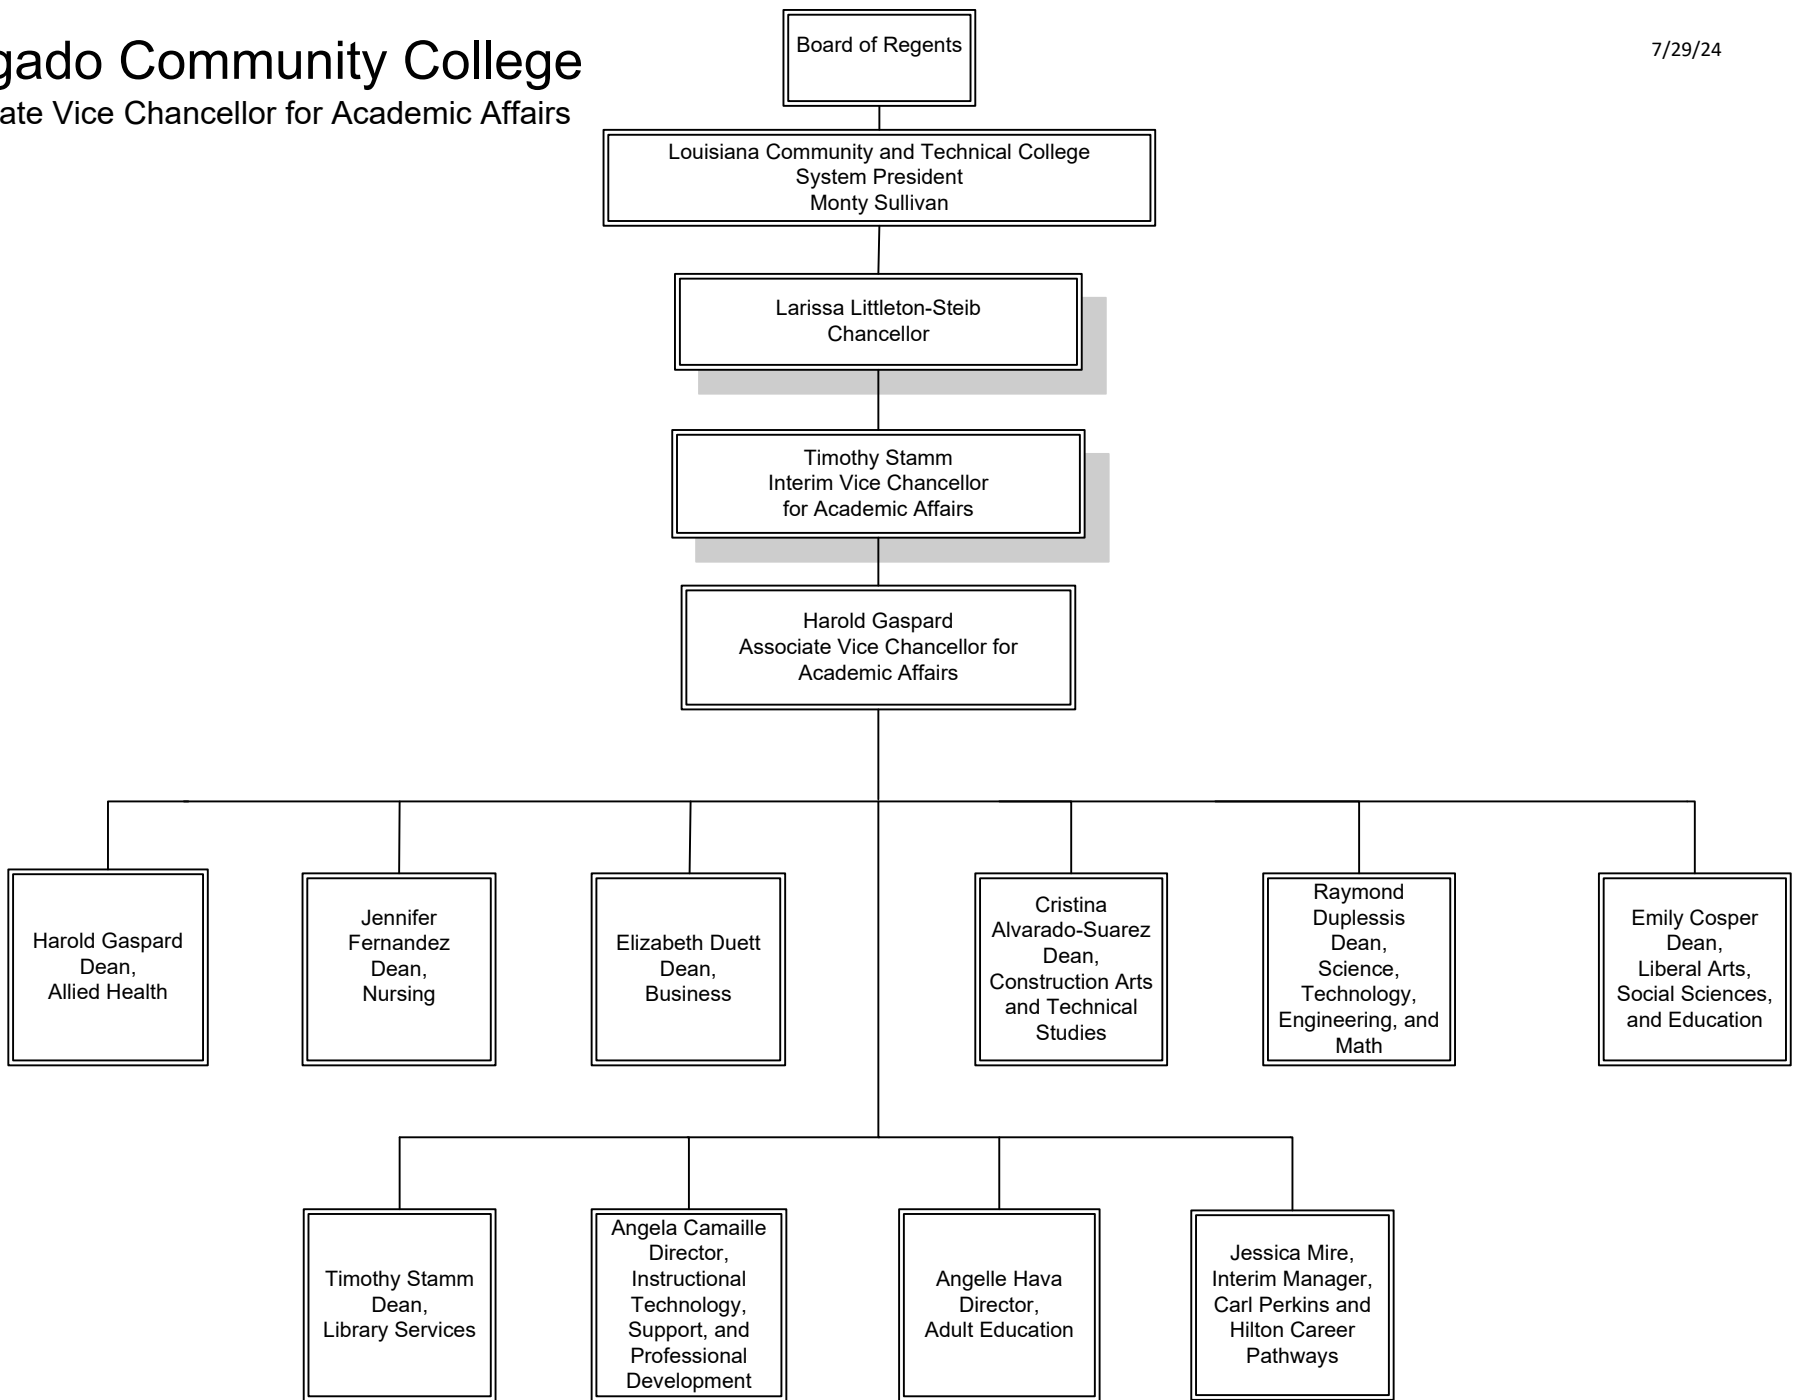 gado Community College
ate Vice Chancellor for Academic Affairs
7/29/24
Board of Regents
Louisiana Community and Technical College
System President
Monty Sullivan
Larissa Littleton-Steib
Chancellor
Timothy Stamm
Interim Vice Chancellor
for Academic Affairs
Harold Gaspard
Associate Vice Chancellor for
Academic Affairs
Harold Gaspard
Dean,
Allied Health
Jennifer
Fernandez
Dean,
Nursing
Elizabeth Duett
Dean,
Business
Cristina
Alvarado-Suarez
Dean,
Construction Arts
and Technical
Studies
Raymond
Duplessis
Dean,
Science,
Technology,
Engineering, and
Math
Emily Cosper
Dean,
Liberal Arts,
Social Sciences,
and Education
Timothy Stamm
Dean,
Library Services
Angela Camaille
Director,
Instructional
Technology,
Support, and
Professional
Development
Angelle Hava
Director,
Adult Education
Jessica Mire,
Interim Manager,
Carl Perkins and
Hilton Career
Pathways